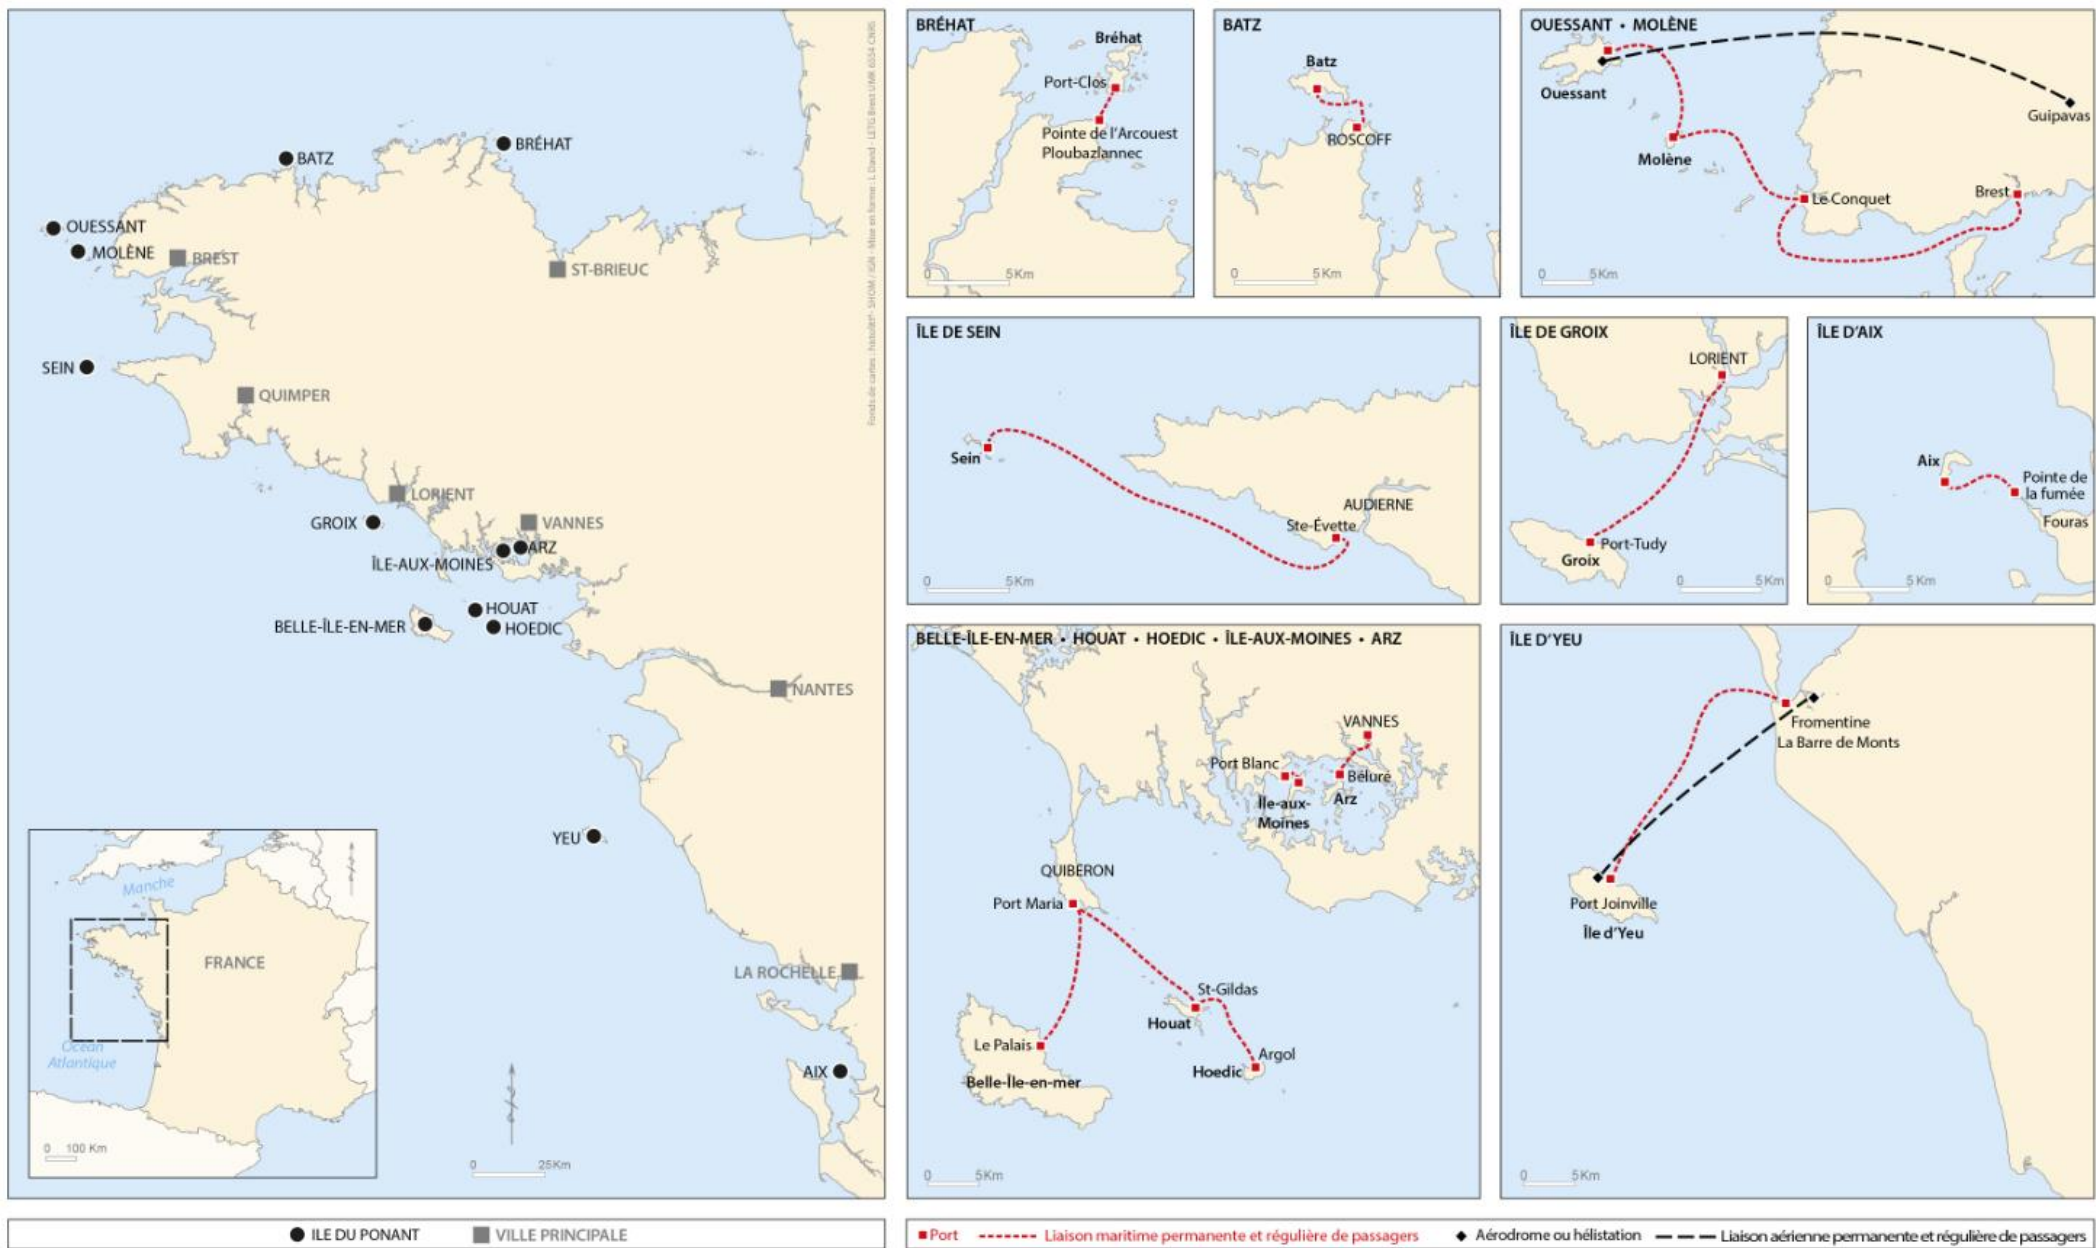 BATZ
BRÉHAT
OUESSANT
MOLÈNE
BREST
ST-BRIEUC
SEIN
QUIMPER
LORIENT
GROIX
VANNES
ARZ
ÎLE-AUX-MOINES
HOUAT
BELLE-ÎLE-EN-MER
HOEDIC
NANTES
YEU
LA ROCHELLE
AIX
Manche
FRANCE
Océan
Atlantique
0 100 Km
0 25Km
ILE DU PONANT
VILLE PRINCIPALE
BRÉHAT
Bréhat
Port-Clos
Pointe de l'Arcouest
Ploubazlannec
0 5Km
BATZ
Batz
ROSCOFF
0 5Km
OUESSANT • MOLÈNE
Ouessant
Guipavas
Molène
Brest
Le Conquet
0 5Km
ÎLE DE SEIN
Sein
AUDIERNE
Ste-Évette
0 5Km
ÎLE DE GROIX
LORIENT
Port-Tudy
Groix
0 5Km
ÎLE D'AIX
Aix
Pointe de
la fumée
Fouras
0 5Km
BELLE-ÎLE-EN-MER • HOUAT • HOEDIC • ÎLE-AUX-MOINES • ARZ
VANNES
Port Blanc
Béluré
Île-aux-
Moines
Arz
QUIBERON
Port Maria
St-Gildas
Houat
Le Palais
Argol
Hoedic
Belle-Île-en-mer
0 5Km
ÎLE D'YEU
Fromentine
La Barre de Monts
Port Joinville
Île d'Yeu
0 5Km
Port
Liaison maritime permanente et régulière de passagers
Aérodrome ou hélistation
Liaison aérienne permanente et régulière de passagers